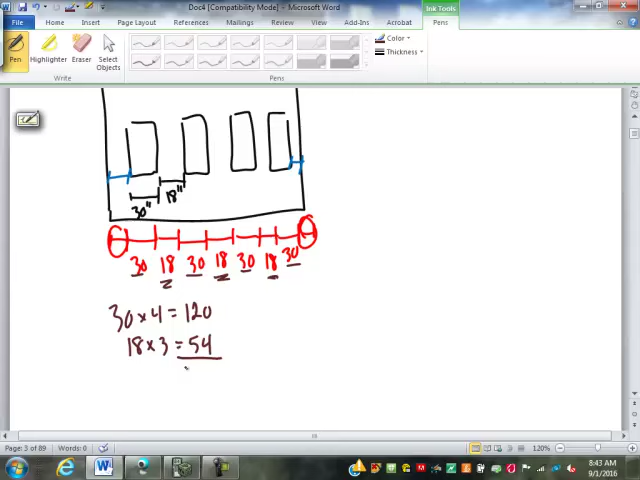 Doc4 [Compatibility Mode] - Microsoft Word
Ink Tools
File Home Insert Page Layout References Mailings Review View Add-Ins Acrobat Pens
Pen Highlighter Eraser Select Objects
Color
Thickness
Write
Pens
30" 18"
30 18 30 18 30 18 30
30 x 4 = 120
18 x 3 = 54
Page: 3 of 89 Words: 0 120%
8:43 AM
9/1/2016